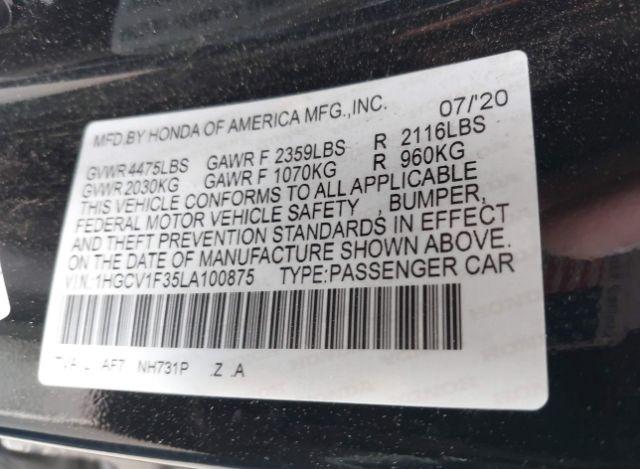 MFD.BY HONDA OF AMERICA MFG.,INC. 07/'20
GVWR 4475LBS GAWR F 2359LBS R 2116LBS
GVWR 2030KG GAWR F 1070KG R 960KG
THIS VEHICLE CONFORMS TO ALL APPLICABLE
FEDERAL MOTOR VEHICLE SAFETY , BUMPER,
AND THEFT PREVENTION STANDARDS IN EFFECT
ON THE DATE OF MANUFACTURE SHOWN ABOVE.
V.I.N.:1HGCV1F35LA100875 TYPE:PASSENGER CAR
AF7 NH731P .Z .A